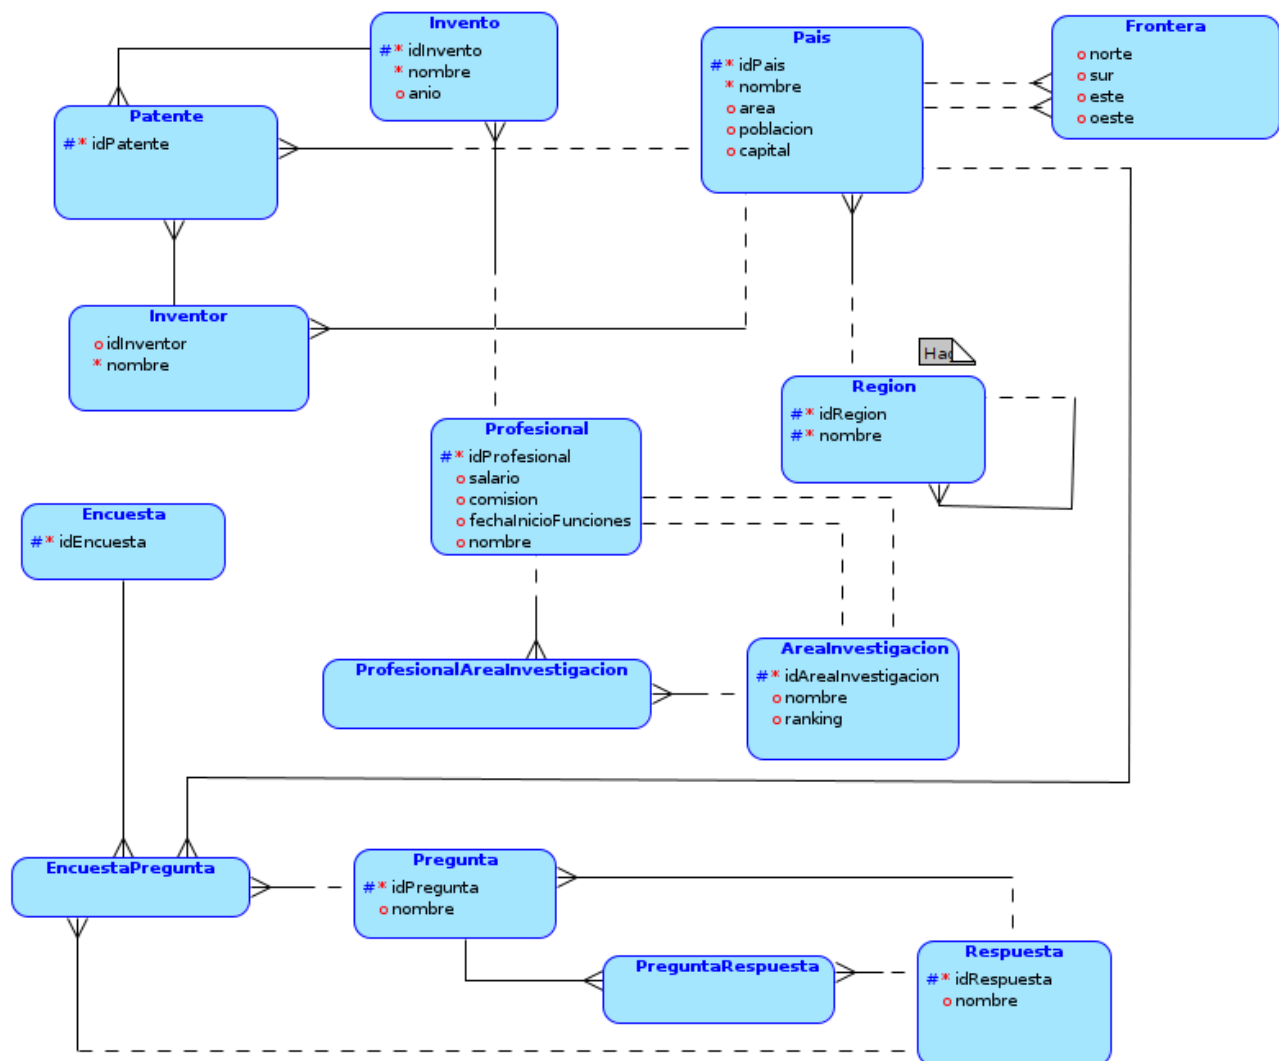 Invento
#* idInvento
* nombre
o anio
Pais
#* idPais
* nombre
o area
o poblacion
o capital
Frontera
o norte
o sur
o este
o oeste
Patente
#* idPatente
Inventor
o idInventor
* nombre
Region
#* idRegion
#* nombre
Profesional
#* idProfesional
o salario
o comision
o fechaInicioFunciones
o nombre
Encuesta
#* idEncuesta
ProfesionalAreaInvestigacion
AreaInvestigacion
#* idAreaInvestigacion
o nombre
o ranking
EncuestaPregunta
Pregunta
#* idPregunta
o nombre
PreguntaRespuesta
Respuesta
#* idRespuesta
o nombre